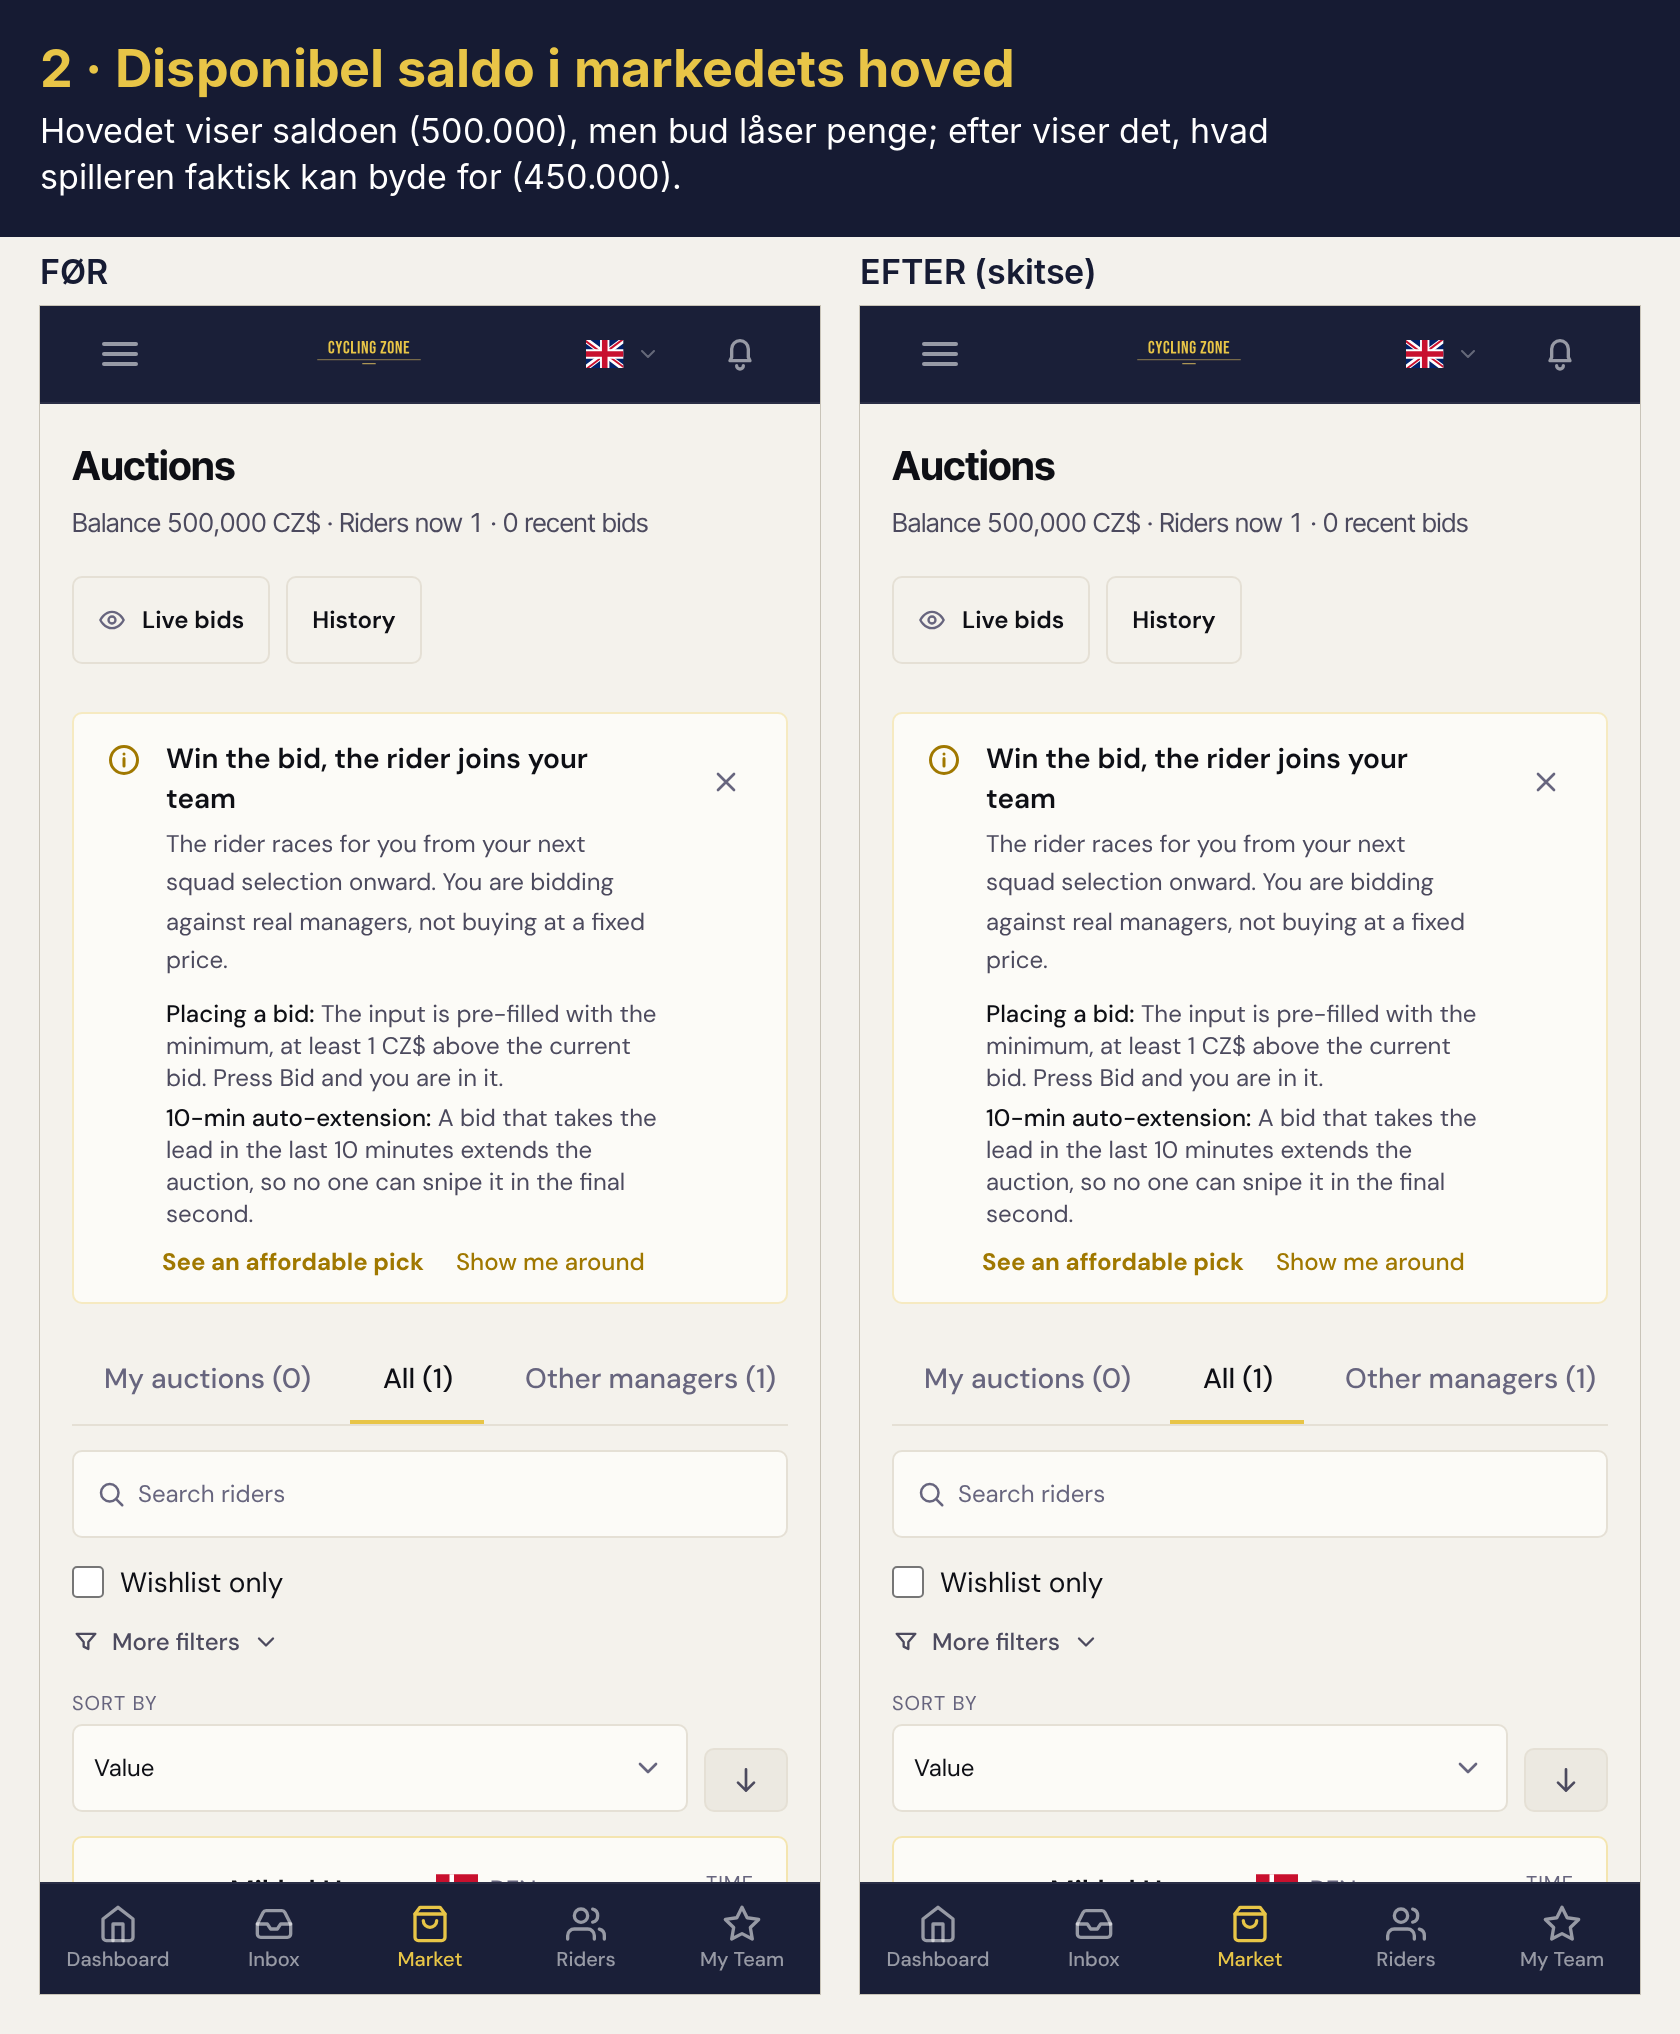 2 · Disponibel saldo i markedets hoved
Hovedet viser saldoen (500.000), men bud låser penge; efter viser det, hvad
spilleren faktisk kan byde for (450.000).
FØR
CYCLING ZONE
Auctions
Balance 500,000 CZ$ · Riders now 1 · 0 recent bids
Live bids
History
Win the bid, the rider joins your
team
The rider races for you from your next
squad selection onward. You are bidding
against real managers, not buying at a fixed
price.
Placing a bid: The input is pre-filled with the
minimum, at least 1 CZ$ above the current
bid. Press Bid and you are in it.
10-min auto-extension: A bid that takes the
lead in the last 10 minutes extends the
auction, so no one can snipe it in the final
second.
See an affordable pick Show me around
My auctions (0) All (1) Other managers (1)
Search riders
Wishlist only
More filters
SORT BY
Value
Dashboard Inbox Market Riders My Team
EFTER (skitse)
CYCLING ZONE
Auctions
Balance 500,000 CZ$ · Riders now 1 · 0 recent bids
Live bids
History
Win the bid, the rider joins your
team
The rider races for you from your next
squad selection onward. You are bidding
against real managers, not buying at a fixed
price.
Placing a bid: The input is pre-filled with the
minimum, at least 1 CZ$ above the current
bid. Press Bid and you are in it.
10-min auto-extension: A bid that takes the
lead in the last 10 minutes extends the
auction, so no one can snipe it in the final
second.
See an affordable pick Show me around
My auctions (0) All (1) Other managers (1)
Search riders
Wishlist only
More filters
SORT BY
Value
Dashboard Inbox Market Riders My Team